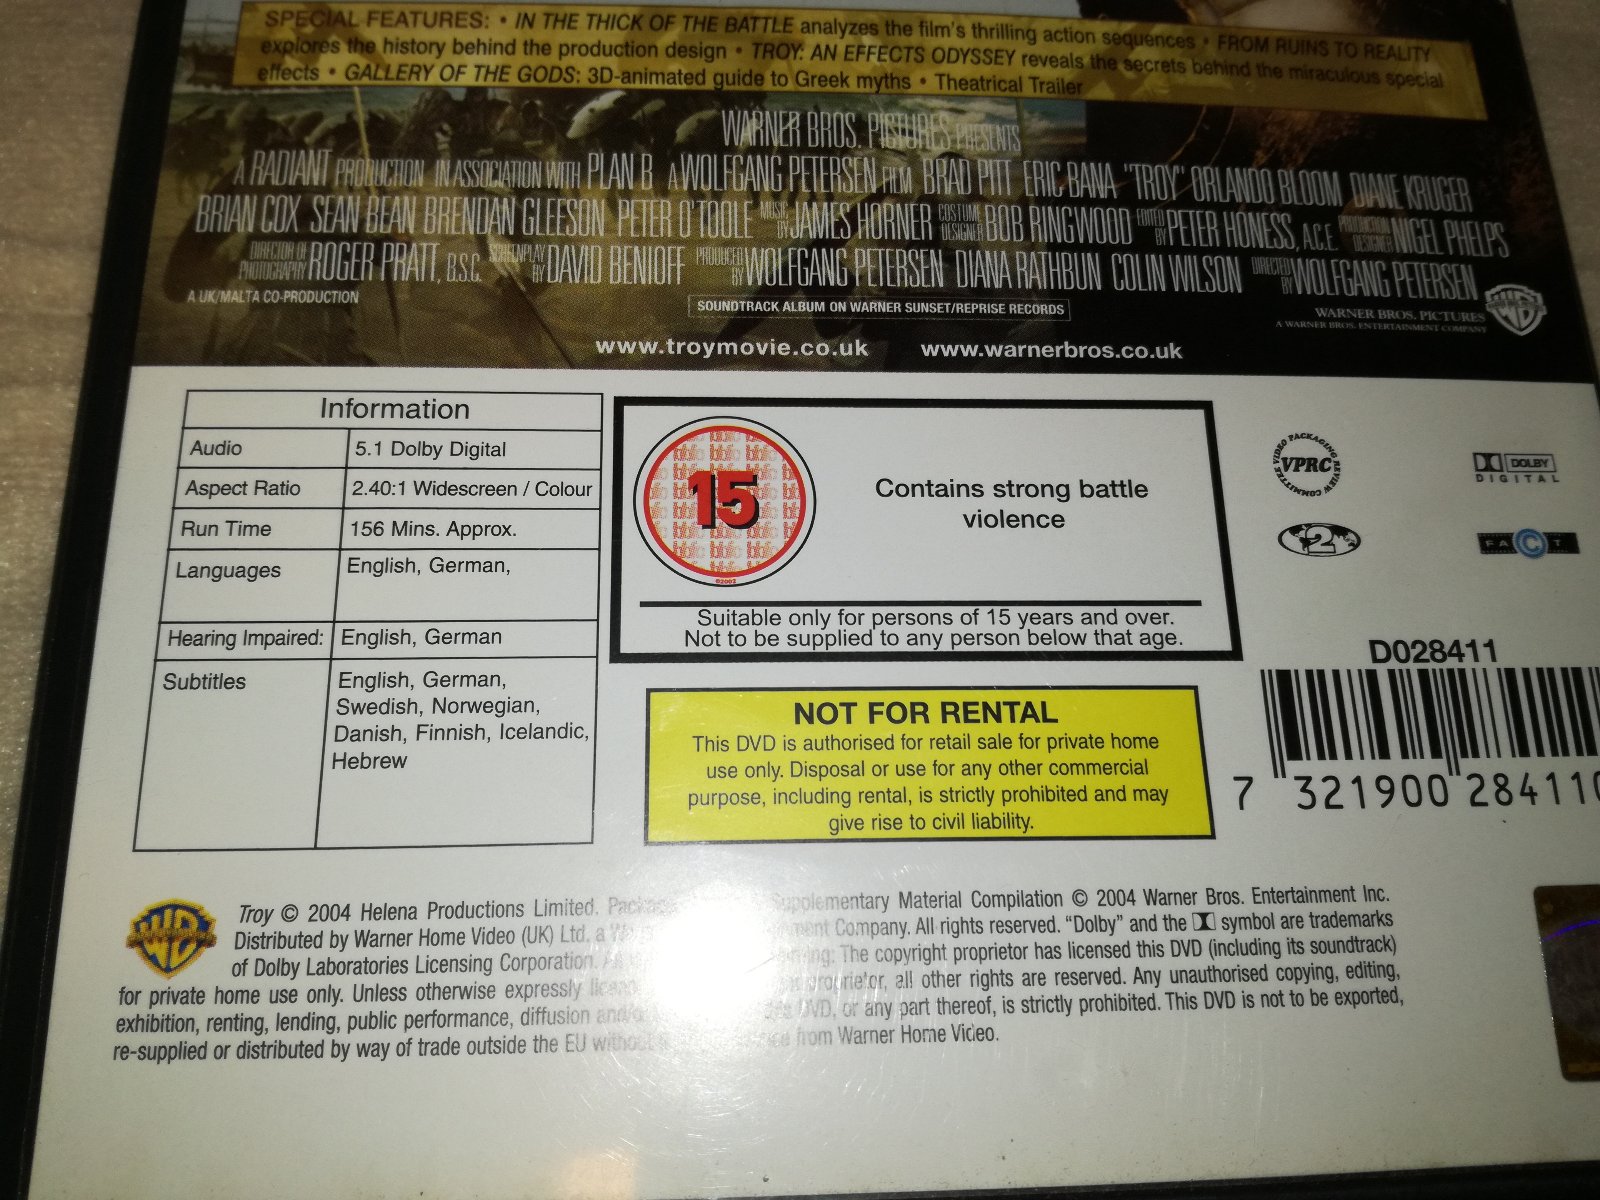 SPECIAL FEATURES: • IN THE THICK OF THE BATTLE analyzes the film's thrilling action sequences • FROM RUINS TO REALITY
explores the history behind the production design • TROY: AN EFFECTS ODYSSEY reveals the secrets behind the miraculous special
effects • GALLERY OF THE GODS: 3D-animated guide to Greek myths • Theatrical Trailer
WARNER BROS. PICTURES PRESENTS
A RADIANT PRODUCTION IN ASSOCIATION WITH PLAN B A WOLFGANG PETERSEN FILM BRAD PITT ERIC BANA "TROY" ORLANDO BLOOM DIANE KRUGER
BRIAN COX SEAN BEAN BRENDAN GLEESON PETER O'TOOLE MUSIC BY JAMES HORNER COSTUME DESIGNER BOB RINGWOOD EDITED BY PETER HONESS, A.C.E. PRODUCTION DESIGNER NIGEL PHELPS
DIRECTOR OF PHOTOGRAPHY ROGER PRATT, B.S.C. SCREENPLAY BY DAVID BENIOFF PRODUCED BY WOLFGANG PETERSEN DIANA RATHBUN COLIN WILSON DIRECTED BY WOLFGANG PETERSEN
A UK/MALTA CO-PRODUCTION
SOUNDTRACK ALBUM ON WARNER SUNSET/REPRISE RECORDS
WARNER BROS. PICTURES
A WARNER BROS. ENTERTAINMENT COMPANY
www.troymovie.co.uk www.warnerbros.co.uk
Information
Audio 5.1 Dolby Digital
Aspect Ratio 2.40:1 Widescreen / Colour
Run Time 156 Mins. Approx.
Languages English, German,
Hearing Impaired: English, German
Subtitles English, German,
Swedish, Norwegian,
Danish, Finnish, Icelandic,
Hebrew
15
Contains strong battle
violence
Suitable only for persons of 15 years and over.
Not to be supplied to any person below that age.
VIDEO PACKAGING REVIEW COMMITTEE
VPRC
DOLBY
DIGITAL
2
FACT
NOT FOR RENTAL
This DVD is authorised for retail sale for private home
use only. Disposal or use for any other commercial
purpose, including rental, is strictly prohibited and may
give rise to civil liability.
D028411
7 321900 284110
Troy © 2004 Helena Productions Limited. Supplementary Material Compilation © 2004 Warner Bros. Entertainment Inc.
Distributed by Warner Home Video (UK) Ltd, a Company. All rights reserved. "Dolby" and the symbol are trademarks
of Dolby Laboratories Licensing Corporation. The copyright proprietor has licensed this DVD (including its soundtrack)
for private home use only. Unless otherwise expressly proprietor, all other rights are reserved. Any unauthorised copying, editing,
exhibition, renting, lending, public performance, diffusion DVD, or any part thereof, is strictly prohibited. This DVD is not to be exported,
re-supplied or distributed by way of trade outside the EU from Warner Home Video.